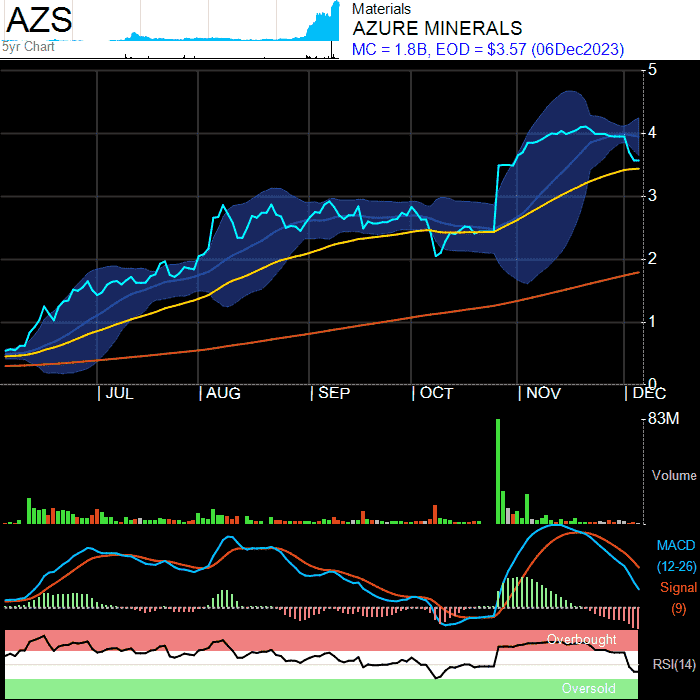 AZS
5yr Chart
Materials
AZURE MINERALS
MC = 1.8B, EOD = $3.57 (06Dec2023)
5
4
3
2
1
0
| JUL | AUG | SEP | OCT | NOV | DEC
83M
Volume
MACD
(12-26)
Signal
(9)
Overbought
RSI(14)
Oversold